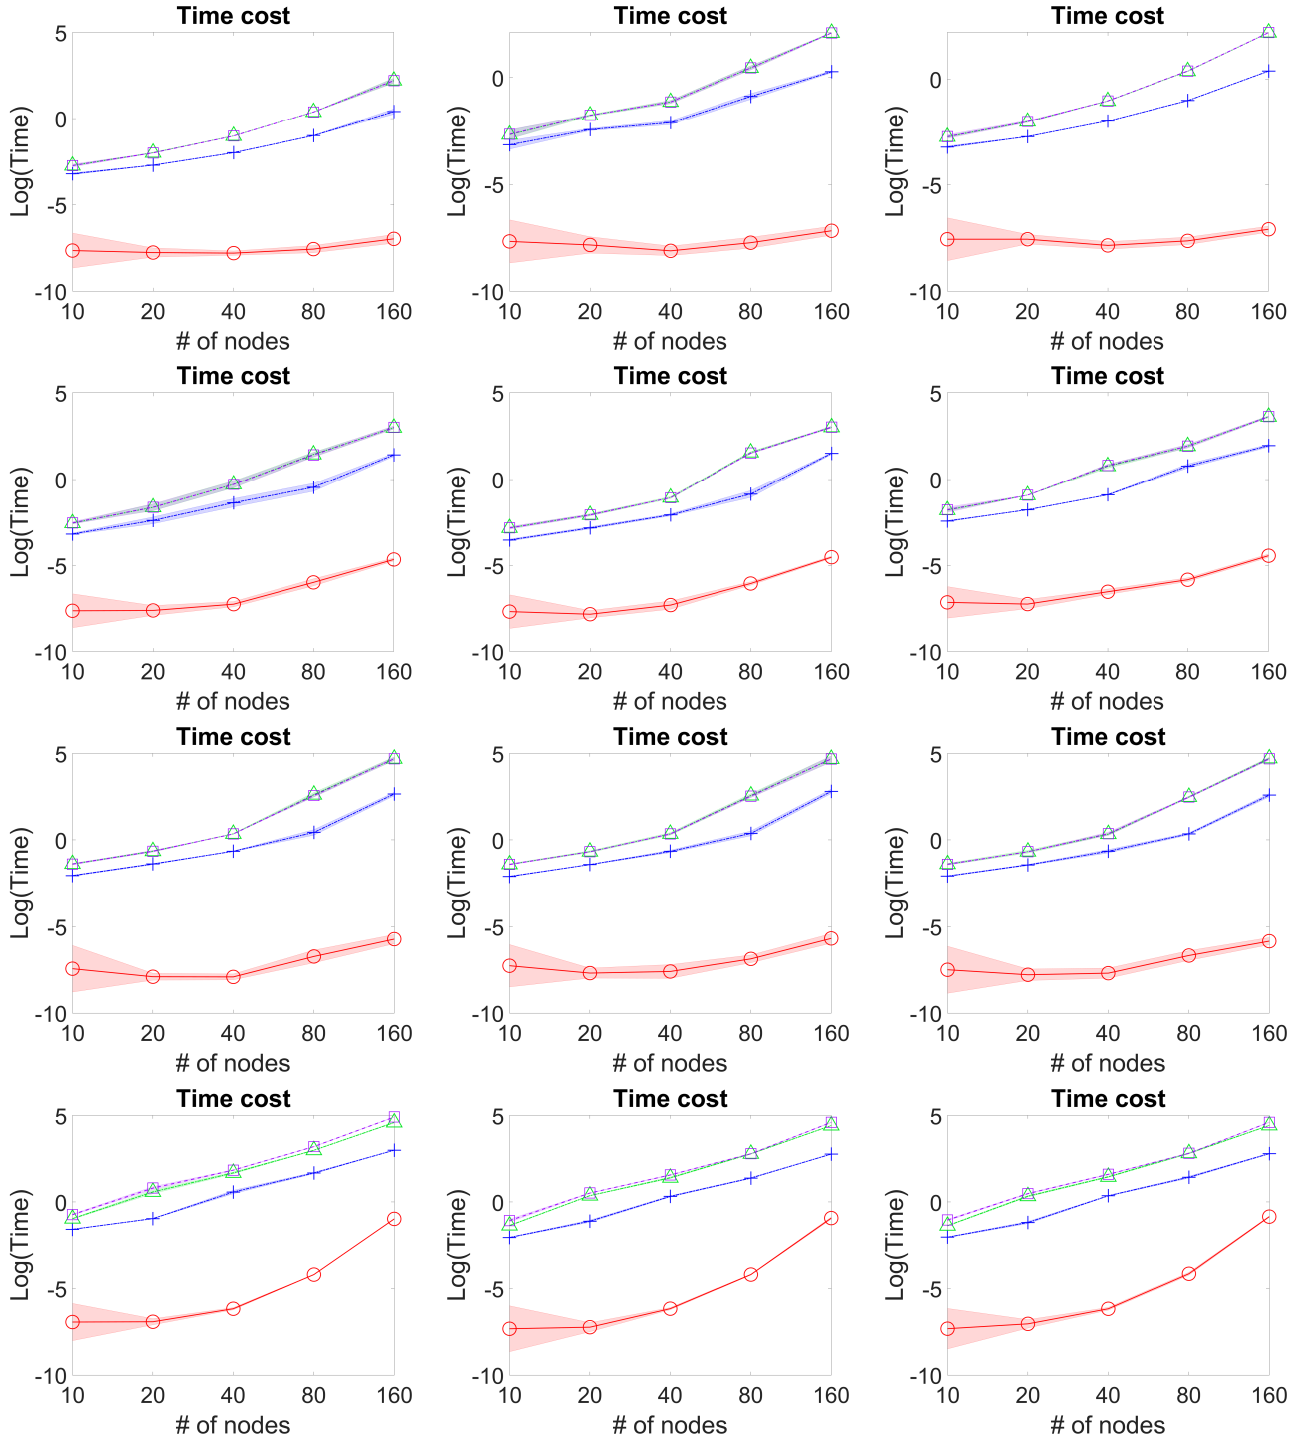 Time cost Time cost Time cost
5
0 0 0
-5 -5 -5
-10 -10 -10
Log(Time) Log(Time) Log(Time)
10 20 40 80 160 10 20 40 80 160 10 20 40 80 160
# of nodes # of nodes # of nodes
Time cost Time cost Time cost
5 5 5
0 0 0
-5 -5 -5
-10 -10 -10
Log(Time) Log(Time) Log(Time)
10 20 40 80 160 10 20 40 80 160 10 20 40 80 160
# of nodes # of nodes # of nodes
Time cost Time cost Time cost
5 5 5
0 0 0
-5 -5 -5
-10 -10 -10
Log(Time) Log(Time) Log(Time)
10 20 40 80 160 10 20 40 80 160 10 20 40 80 160
# of nodes # of nodes # of nodes
Time cost Time cost Time cost
5 5 5
0 0 0
-5 -5 -5
-10 -10 -10
Log(Time) Log(Time) Log(Time)
10 20 40 80 160 10 20 40 80 160 10 20 40 80 160
# of nodes # of nodes # of nodes